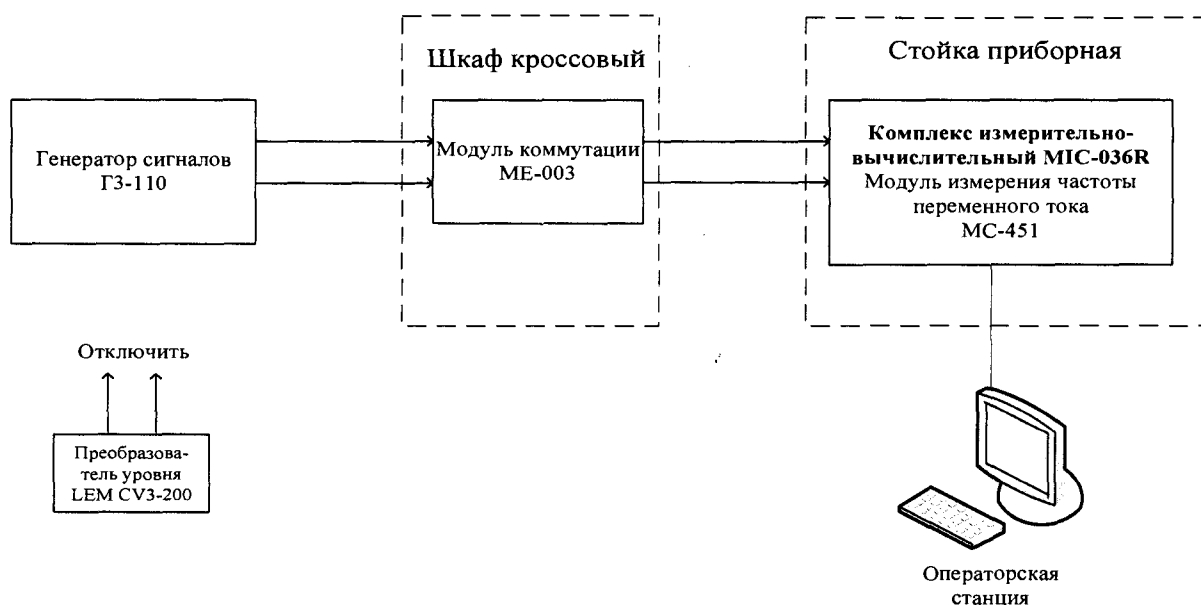 Шкаф кроссовый
Стойка приборная
Генератор сигналов
Г3-110
Модуль коммутации
МЕ-003
Комплекс измерительно-
вычислительный MIC-036R
Модуль измерения частоты
переменного тока
МС-451
Отключить
Преобразова-
тель уровня
LEM CV3-200
Операторская
станция